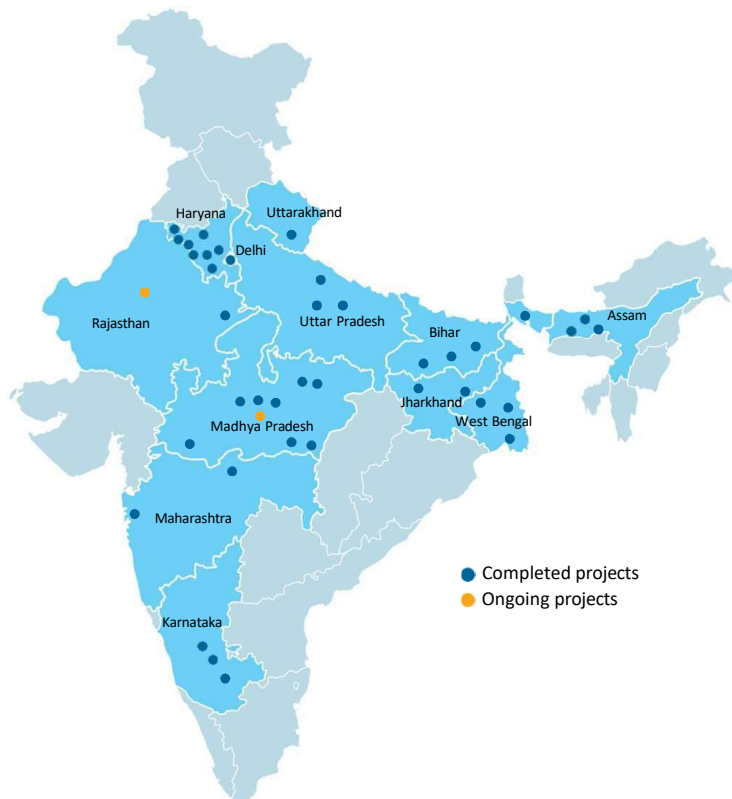 Haryana
Uttarakhand
Delhi
Rajasthan
Uttar Pradesh
Bihar
Assam
Jharkhand
West Bengal
Madhya Pradesh
Maharashtra
Completed projects
Ongoing projects
Karnataka